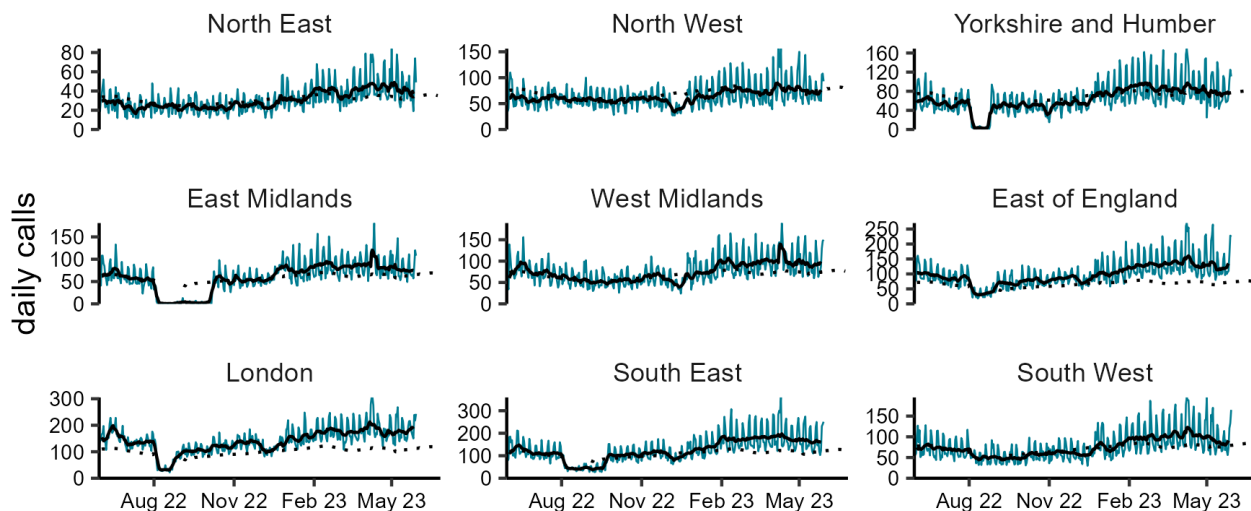 North East North West Yorkshire and Humber
80 150 160
60 100 120
40 80
20 50 40
0 0 0
East Midlands West Midlands East of England
150 150 250
200
100 100 150
100
50 50 50
0 0 0
daily calls
London South East South West
300 300 150
200 200 100
100 100 50
0 0 0
Aug 22 Nov 22 Feb 23 May 23 Aug 22 Nov 22 Feb 23 May 23 Aug 22 Nov 22 Feb 23 May 23